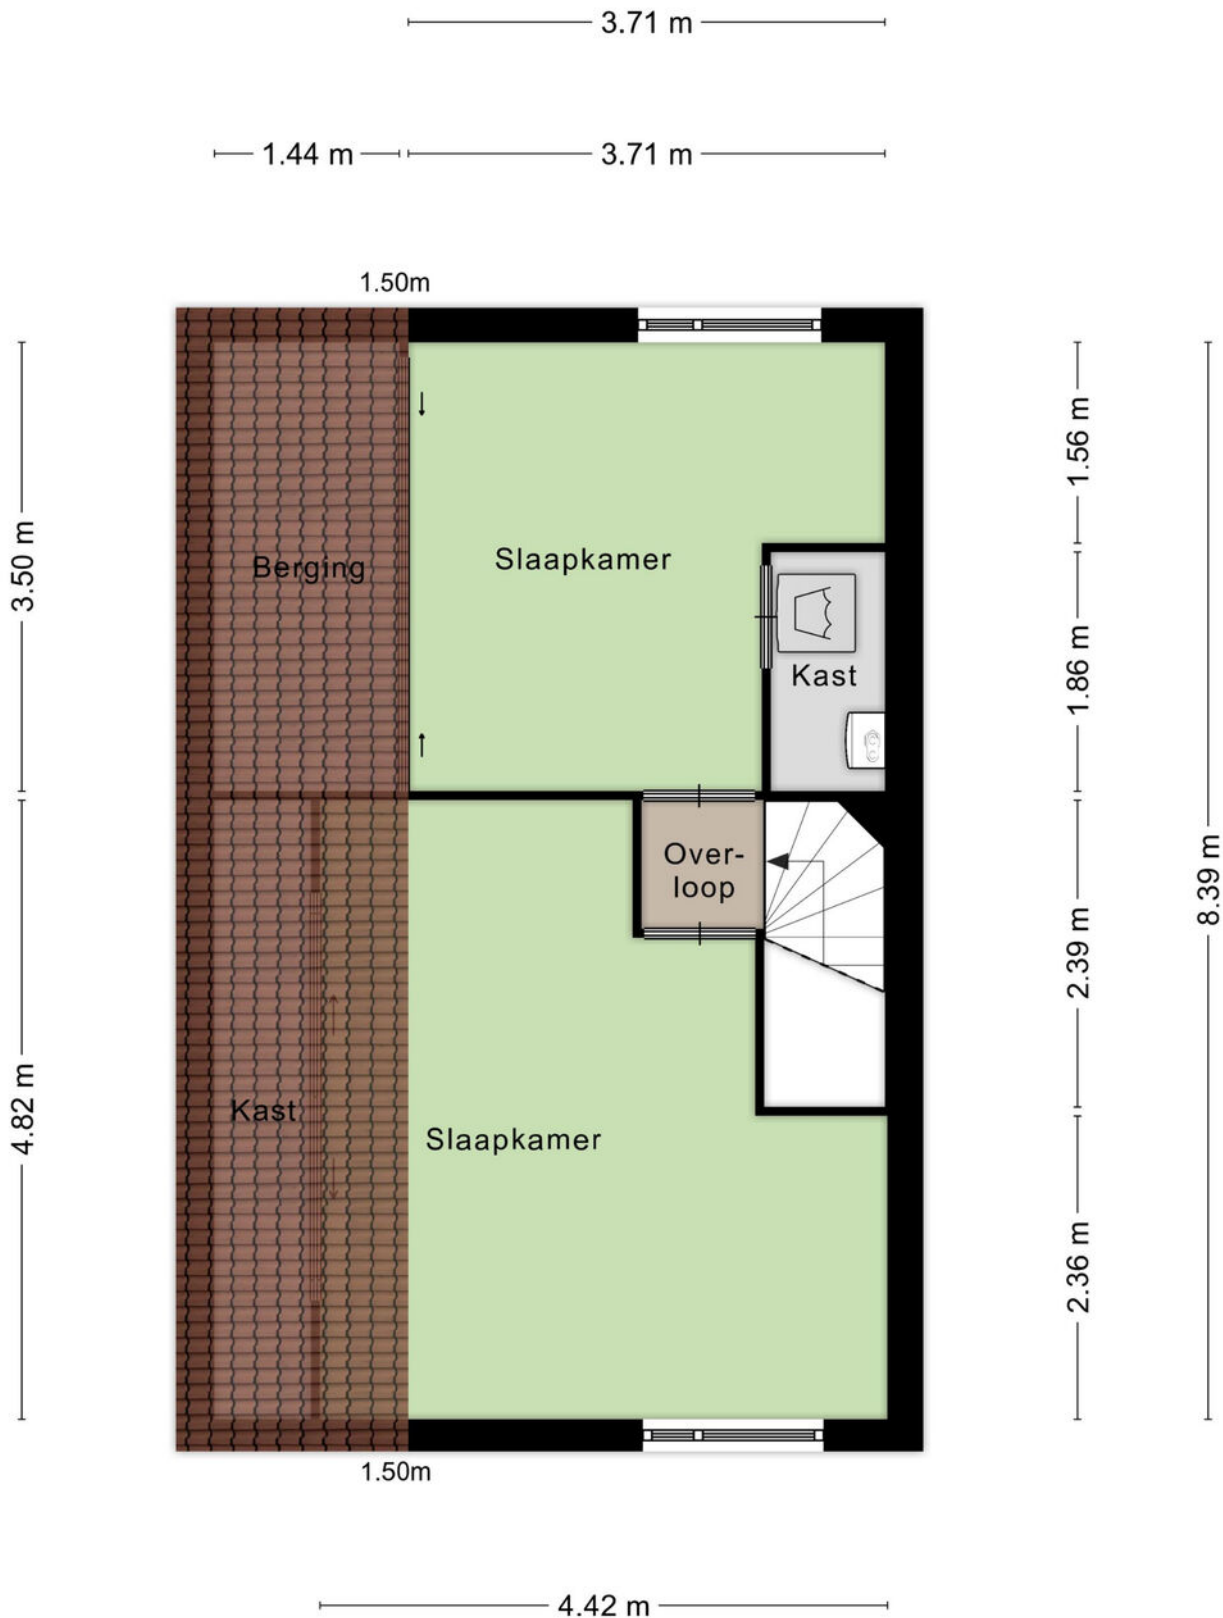 3.71 m
1.44 m
3.71 m
1.50m
1.56 m
3.50 m
Berging
Slaapkamer
1.86 m
Kast
Over-
loop
8.39 m
2.39 m
4.82 m
Kast
Slaapkamer
2.36 m
1.50m
4.42 m